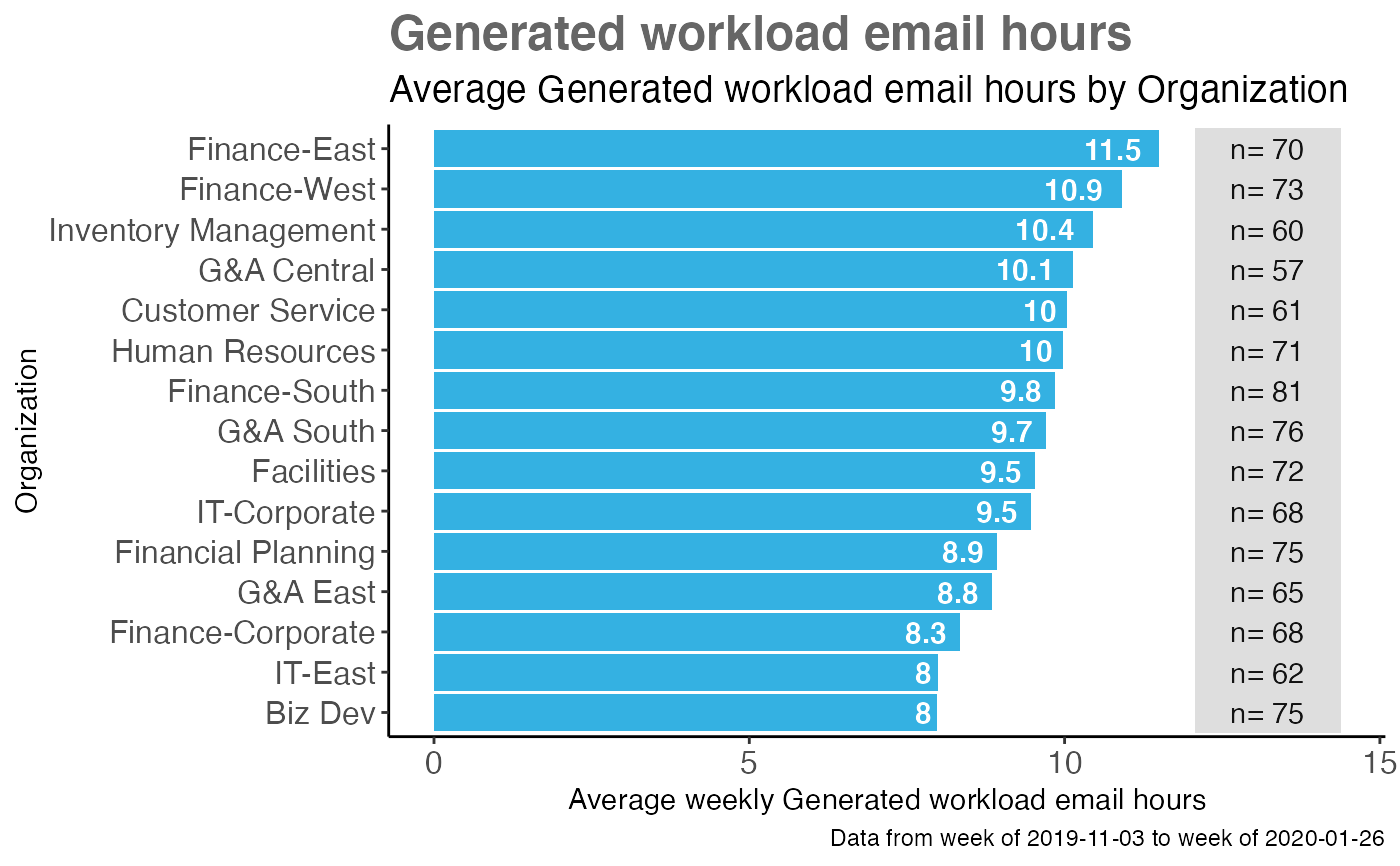 Generated workload email hours
Average Generated workload email hours by Organization
Organization
Finance-East 11.5 n= 70
Finance-West 10.9 n= 73
Inventory Management 10.4 n= 60
G&A Central 10.1 n= 57
Customer Service 10 n= 61
Human Resources 10 n= 71
Finance-South 9.8 n= 81
G&A South 9.7 n= 76
Facilities 9.5 n= 72
IT-Corporate 9.5 n= 68
Financial Planning 8.9 n= 75
G&A East 8.8 n= 65
Finance-Corporate 8.3 n= 68
IT-East 8 n= 62
Biz Dev 8 n= 75
0 5 10 15
Average weekly Generated workload email hours
Data from week of 2019-11-03 to week of 2020-01-26